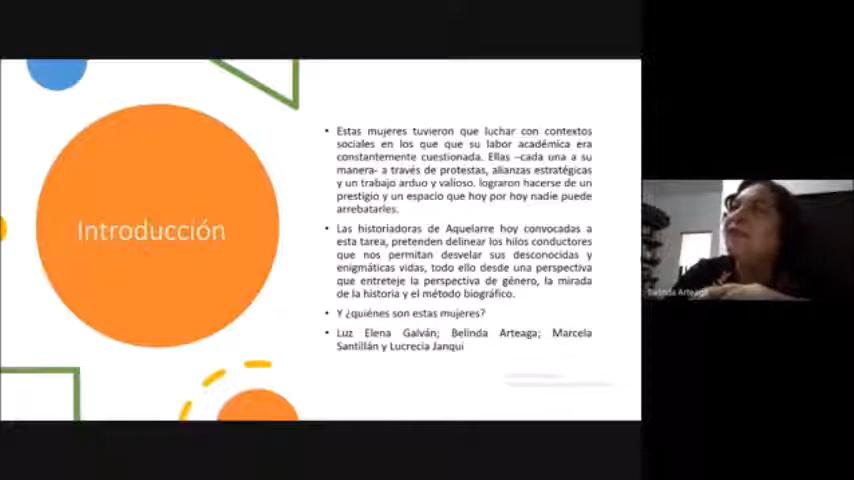 Introducción
• Estas mujeres tuvieron que luchar con contextos
sociales en los que que su labor académica era
constantemente cuestionada. Ellas –cada una a su
manera- a través de protestas, alianzas estratégicas
y un trabajo arduo y valioso. lograron hacerse de un
prestigio y un espacio que hoy por hoy nadie puede
arrebatarles.
• Las historiadoras de Aquelarre hoy convocadas a
esta tarea, pretenden delinear los hilos conductores
que nos permitan desvelar sus desconocidas y
enigmáticas vidas, todo ello desde una perspectiva
que entreteje la perspectiva de género, la mirada
de la historia y el método biográfico.
• Y ¿quiénes son estas mujeres?
• Luz Elena Galván; Belinda Arteaga; Marcela
Santillán y Lucrecia Janqui
Belinda Arteaga